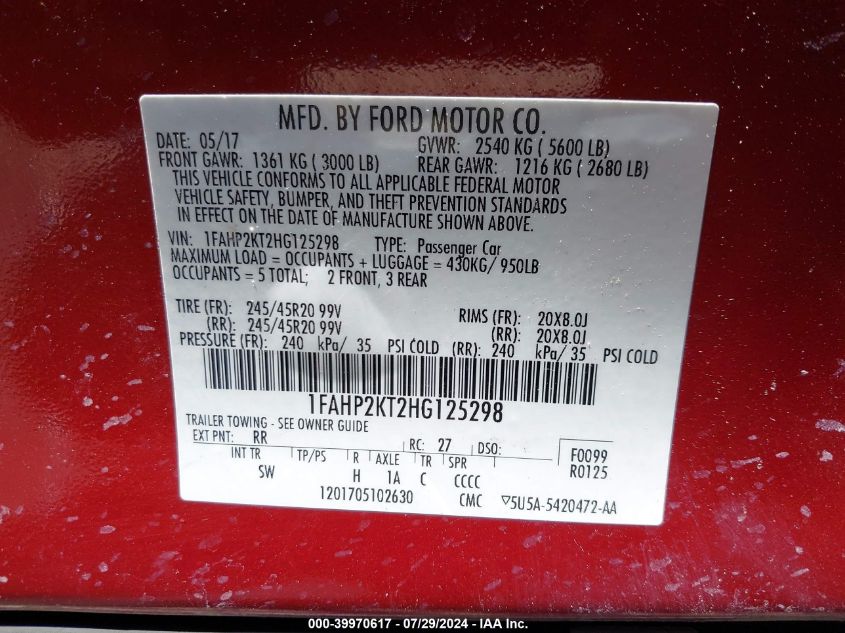 MFD. BY FORD MOTOR CO.
DATE: 05/17 GVWR: 2540 KG ( 5600 LB)
FRONT GAWR: 1361 KG ( 3000 LB) REAR GAWR: 1216 KG ( 2680 LB)
THIS VEHICLE CONFORMS TO ALL APPLICABLE FEDERAL MOTOR
VEHICLE SAFETY, BUMPER, AND THEFT PREVENTION STANDARDS
IN EFFECT ON THE DATE OF MANUFACTURE SHOWN ABOVE.
VIN: 1FAHP2KT2HG125298 TYPE: Passenger Car
MAXIMUM LOAD = OCCUPANTS + LUGGAGE = 430KG/ 950LB
OCCUPANTS = 5 TOTAL; 2 FRONT, 3 REAR
TIRE (FR): 245/45R20 99V RIMS (FR): 20X8.0J
(RR): 245/45R20 99V (RR): 20X8.0J
PRESSURE (FR): 240 kPa/ 35 PSI COLD (RR): 240 kPa/ 35 PSI COLD
1FAHP2KT2HG125298
TRAILER TOWING - SEE OWNER GUIDE
EXT PNT: RR RC: 27 DSO: F0099
R0125
INT TR TP/PS R AXLE TR SPR
SW H 1A C CCCC
1201705102630 CMC ▽5U5A-5420472-AA
000-39970617 - 07/29/2024 - IAA Inc.